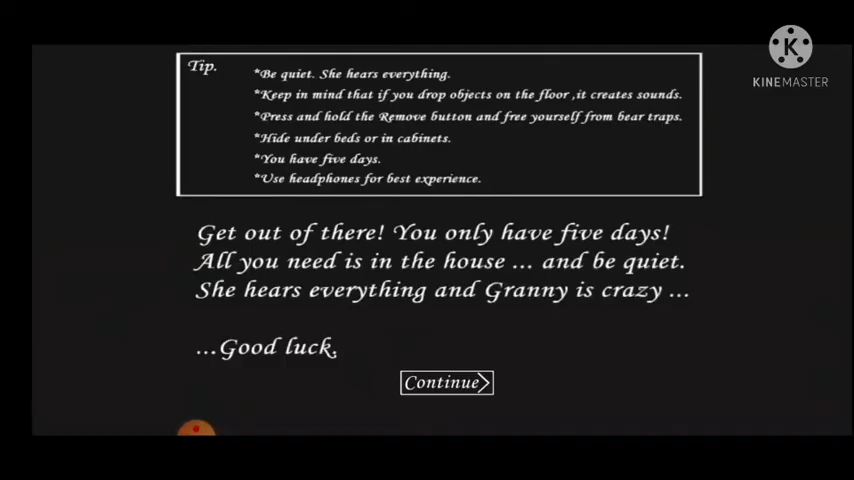 K
KINEMASTER
Tip.
*Be quiet. She hears everything.
*Keep in mind that if you drop objects on the floor ,it creates sounds.
*Press and hold the Remove button and free yourself from bear traps.
*Hide under beds or in cabinets.
*You have five days.
*Use headphones for best experience.
Get out of there! You only have five days!
All you need is in the house ... and be quiet.
She hears everything and Granny is crazy ...
...Good luck.
Continue